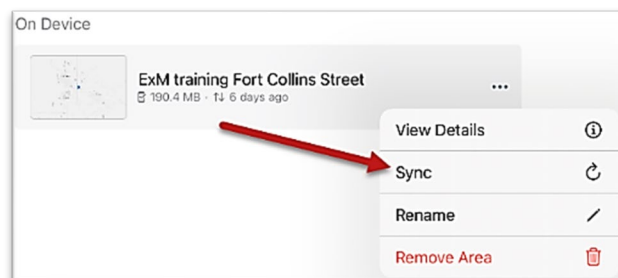 On Device
ExM training Fort Collins Street
190.4 MB · ↑↓ 6 days ago
...
View Details
Sync
Rename
Remove Area